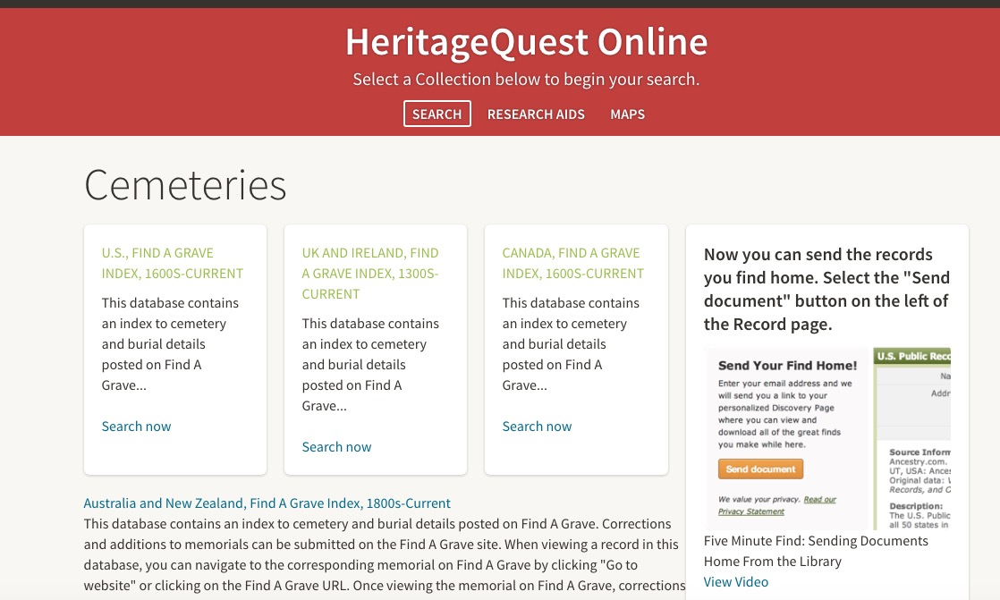 HeritageQuest Online
Select a Collection below to begin your search.
SEARCH RESEARCH AIDS MAPS
Cemeteries
U.S., FIND A GRAVE
INDEX, 1600S-CURRENT
This database contains
an index to cemetery
and burial details
posted on Find A
Grave...
Search now
UK AND IRELAND, FIND
A GRAVE INDEX, 1300S-
CURRENT
This database contains
an index to cemetery
and burial details
posted on Find A
Grave...
Search now
CANADA, FIND A GRAVE
INDEX, 1600S-CURRENT
This database contains
an index to cemetery
and burial details
posted on Find A
Grave...
Search now
Australia and New Zealand, Find A Grave Index, 1800s-Current
This database contains an index to cemetery and burial details posted on Find A Grave. Corrections
and additions to memorials can be submitted on the Find A Grave site. When viewing a record in this
database, you can navigate to the corresponding memorial on Find A Grave by clicking "Go to
website" or clicking on the Find A Grave URL. Once viewing the memorial on Find A Grave, corrections
Now you can send the records
you find home. Select the "Send
document" button on the left of
the Record page.
Send Your Find Home!
Enter your email address and we
will send you a link to your
personalized Discovery Page
where you can view and
download all of the great finds
you make while here.
Send document
We value your privacy. Read our
Privacy Statement
U.S. Public Reco
Na
Addr
Source Inform
Ancestry.com.
UT, USA: Ances
Original data:
Records, and C
Description:
The U.S. Public
all 50 states in
Five Minute Find: Sending Documents
Home From the Library
View Video